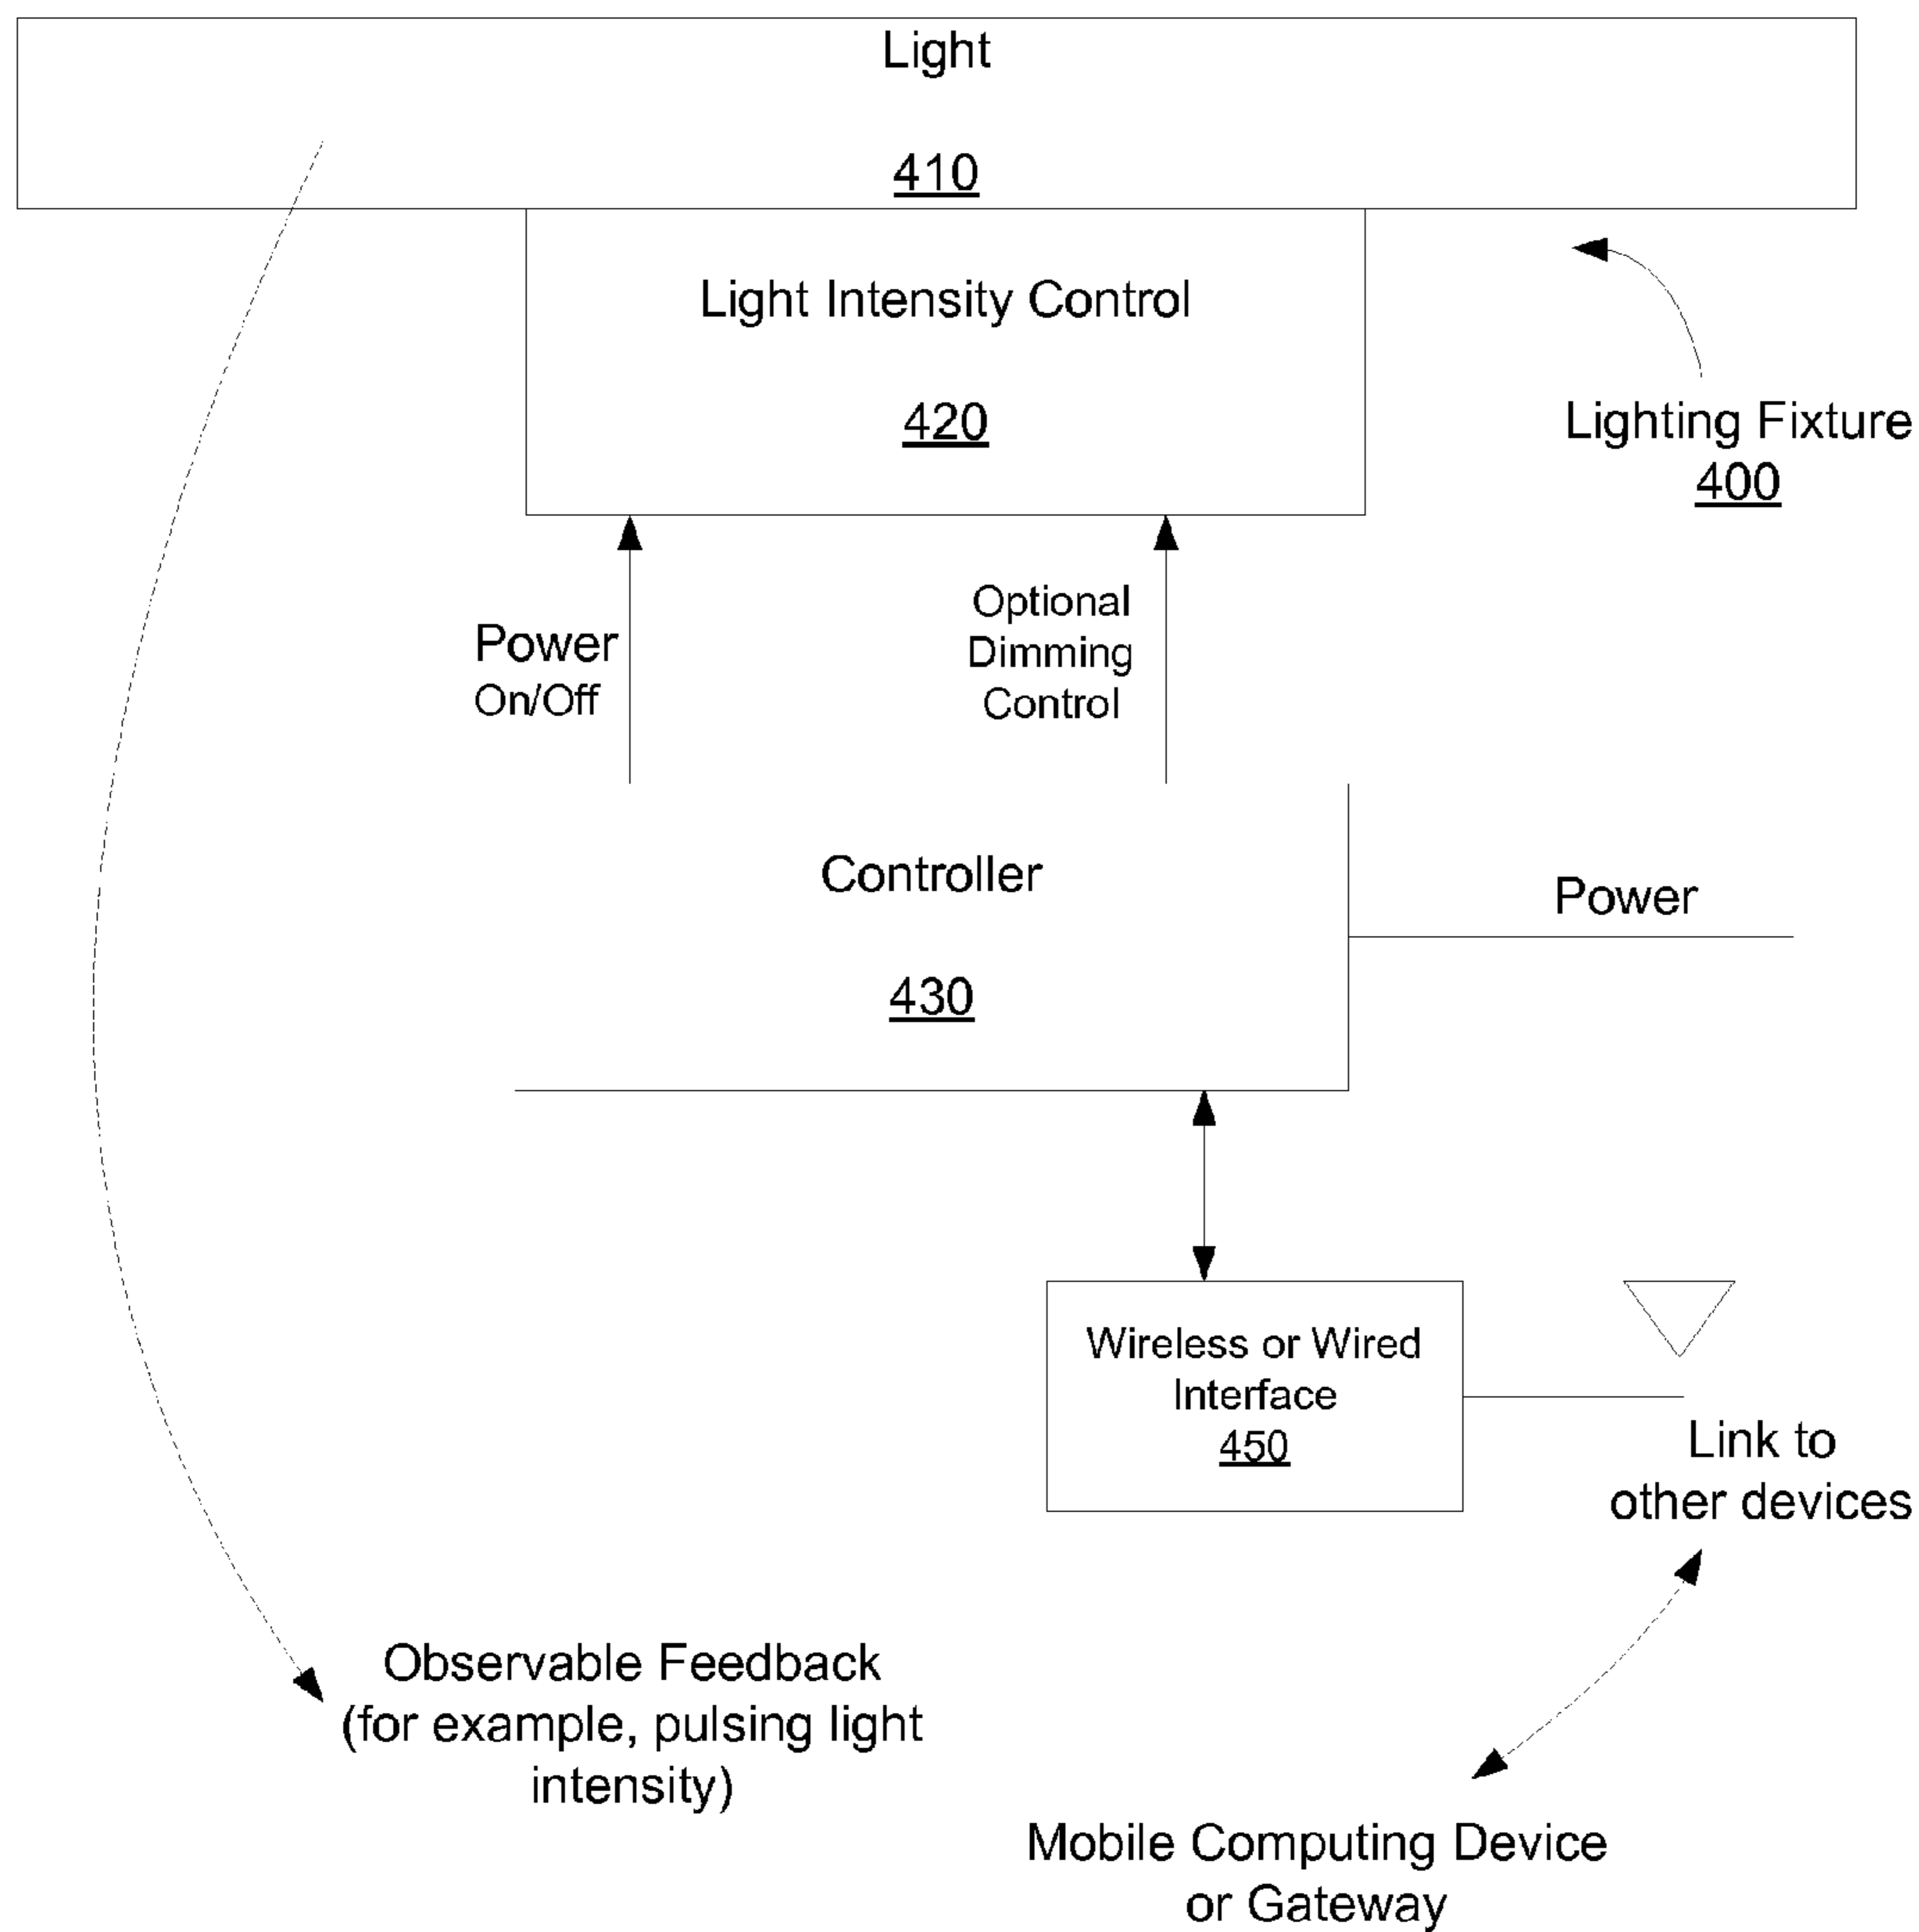 Light
410
Light Intensity Control
420
Lighting Fixture
400
Power
On/Off
Optional
Dimming
Control
Controller
430
Power
Wireless or Wired
Interface
450
Link to
other devices
Observable Feedback
(for example, pulsing light
intensity)
Mobile Computing Device
or Gateway